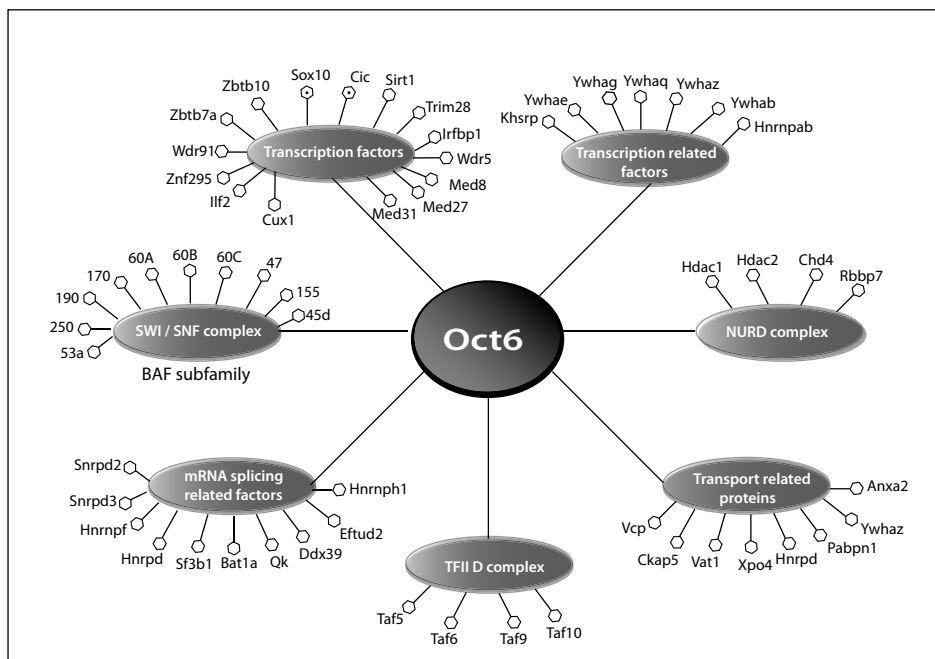 Sox10
Cic
Sirt1
Zbtb10
Zbtb7a
Trim28
Irfbp1
Wdr91
Wdr5
Znf295
Med8
Ilf2
Med27
Cux1
Med31
Transcription factors
Ywhag
Ywhaq
Ywhaz
Ywhae
Ywhab
Khsrp
Hnrnpab
Transcription related
factors
60A
60B
60C
47
170
155
190
45d
250
53a
SWI / SNF complex
BAF subfamily
Oct6
Hdac1
Hdac2
Chd4
Rbbp7
NURD complex
Snrpd2
Snrpd3
Hnrnpf
Hnrpd
Sf3b1
Bat1a
Qk
Ddx39
Eftud2
Hnrnph1
mRNA splicing
related factors
TFII D complex
Taf5
Taf6
Taf9
Taf10
Transport related
proteins
Anxa2
Vcp
Ywhaz
Ckap5
Vat1
Xpo4
Hnrpd
Pabpn1